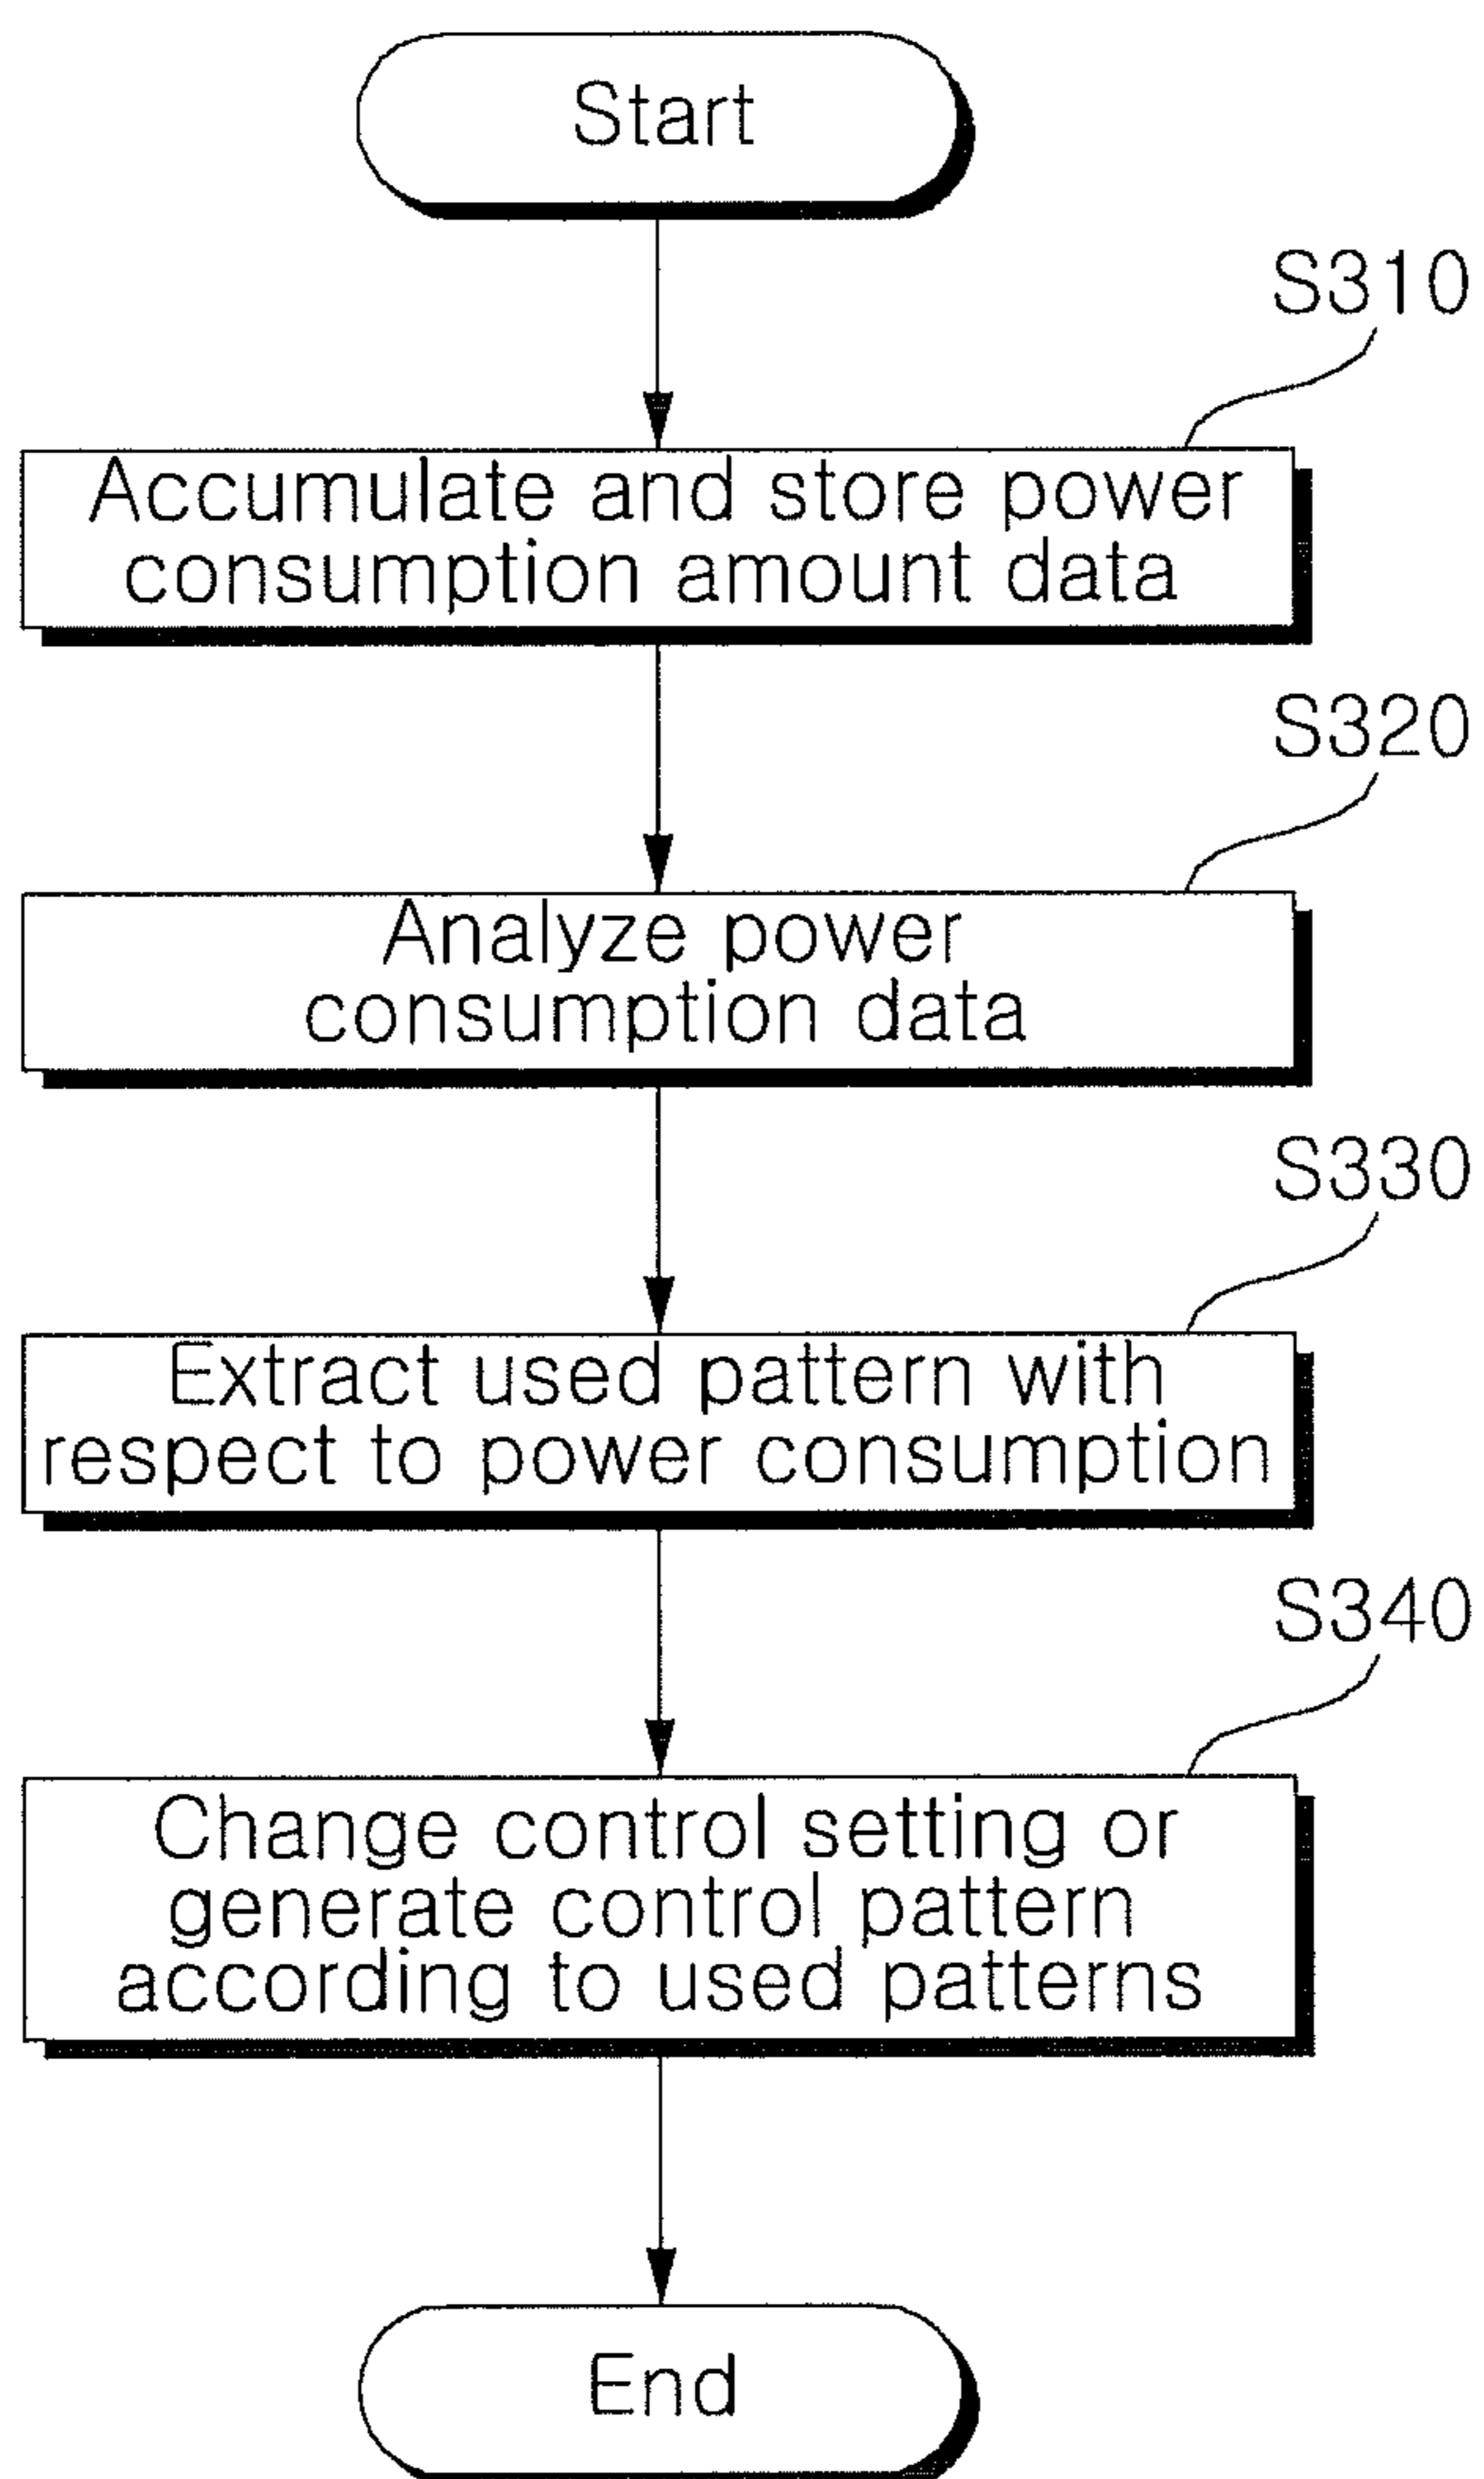 Start
S310
Accumulate and store power
consumption amount data
S320
Analyze power
consumption data
S330
Extract used pattern with
respect to power consumption
S340
Change control setting or
generate control pattern
according to used patterns
End